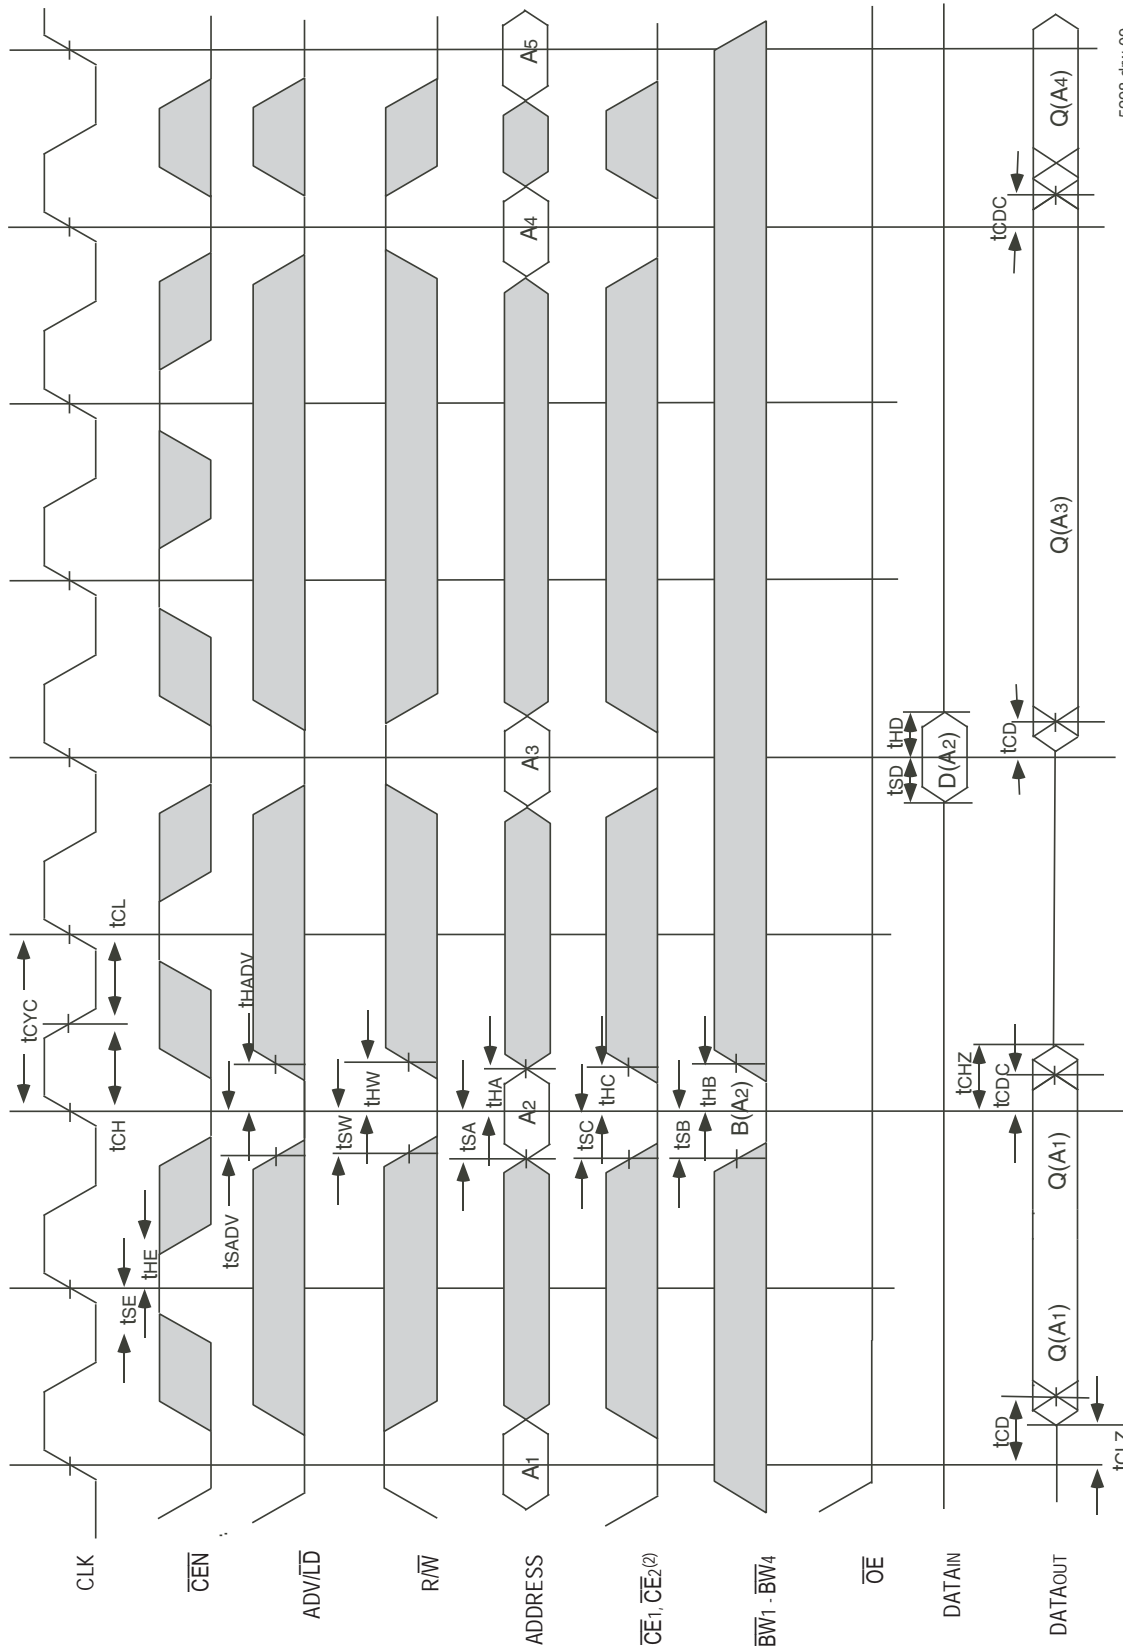 CLK
tCYC
tCH
tCL
tSE
tHE
CEN
tSADV
tHADV
ADV/LD
tSW
tHW
R/W
tSA
tHA
ADDRESS
A1
A2
A3
A4
A5
tSC
tHC
CE1, CE2(2)
tSB
tHB
B(A2)
BW1 - BW4
OE
tSD
tHD
DATAIN
D(A2)
tCD
tCDC
tCHZ
tCD
tCDC
DATAOUT
Q(A1)
Q(A1)
Q(A3)
Q(A4)
tCLZ